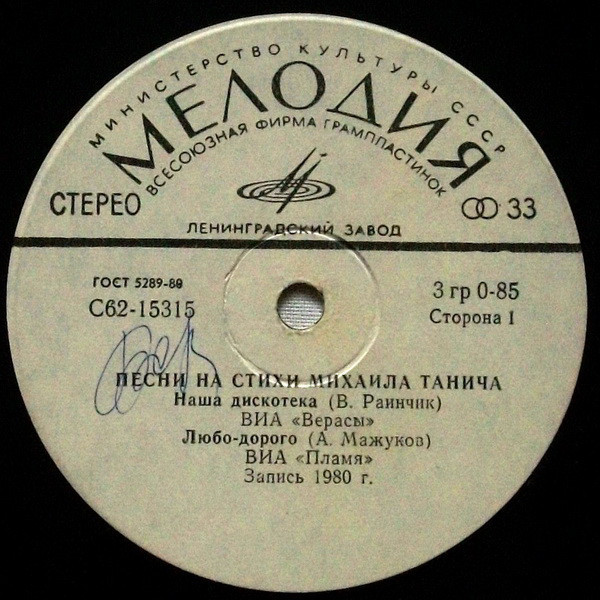 МИНИСТЕРСТВО КУЛЬТУРЫ СССР
МЕЛОДИЯ
ВСЕСОЮЗНАЯ ФИРМА ГРАМПЛАСТИНОК
СТЕРЕО
33
ЛЕНИНГРАДСКИЙ ЗАВОД
ГОСТ 5289-80
С62-15315
3 гр 0-85
Сторона 1
ПЕСНИ НА СТИХИ МИХАИЛА ТАНИЧА
Наша дискотека (В. Раинчик)
ВИА «Верасы»
Любо-дорого (А. Мажуков)
ВИА «Пламя»
Запись 1980 г.